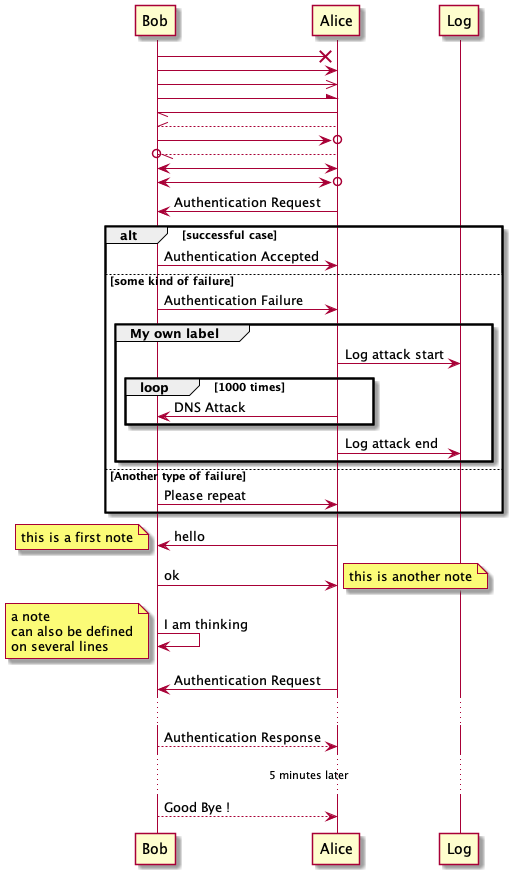 Bob Alice Log
Authentication Request
alt [successful case]
Authentication Accepted
[some kind of failure]
Authentication Failure
My own label
Log attack start
loop [1000 times]
DNS Attack
Log attack end
[Another type of failure]
Please repeat
this is a first note hello
ok this is another note
a note
can also be defined
on several lines
I am thinking
Authentication Request
Authentication Response
5 minutes later
Good Bye !
Bob Alice Log